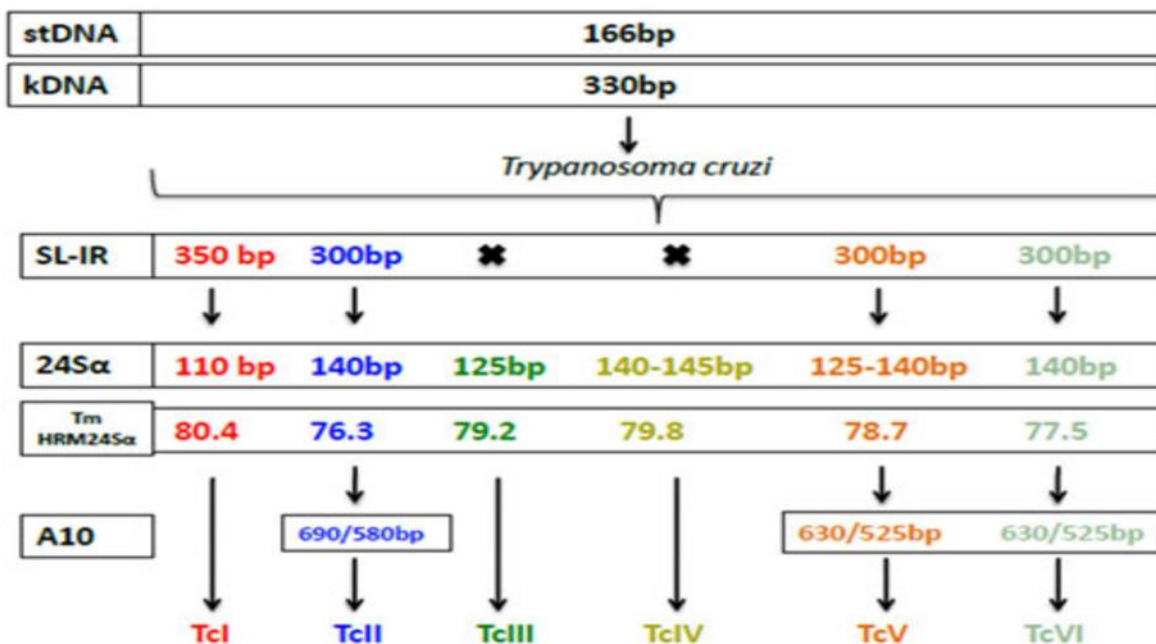 stDNA 166bp
kDNA 330bp
Trypanosoma cruzi
SL-IR 350 bp 300bp ✖ ✖ 300bp 300bp
24Sα 110 bp 140bp 125bp 140-145bp 125-140bp 140bp
Tm
HRM24Sα 80.4 76.3 79.2 79.8 78.7 77.5
A10 690/580bp 630/525bp 630/525bp
TcI TcII TcIII TcIV TcV TcVI